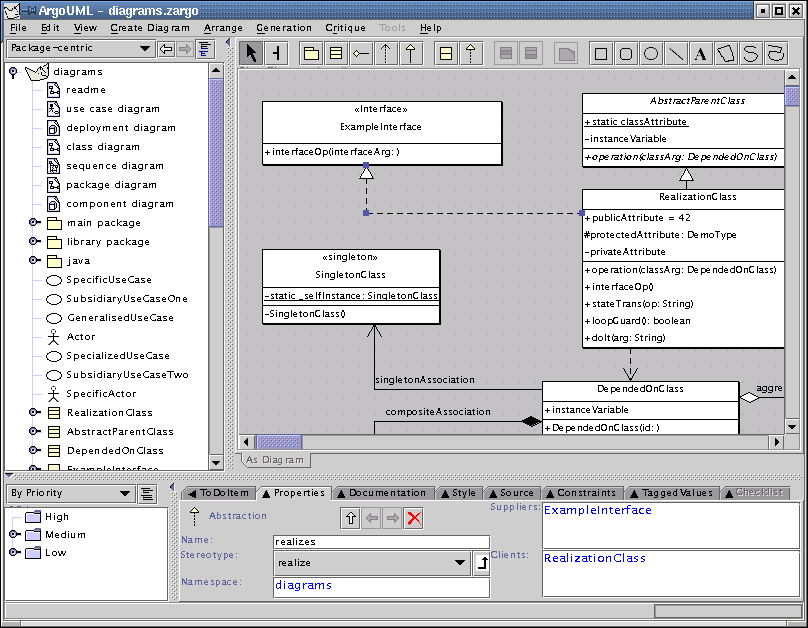 ArgoUML - diagrams.zargo
File Edit View Create Diagram Arrange Generation Critique Tools Help
Package-centric
diagrams
readme
use case diagram
deployment diagram
class diagram
sequence diagram
package diagram
component diagram
main package
library package
java
SpecificUseCase
SubsidiaryUseCaseOne
GeneralisedUseCase
Actor
SpecializedUseCase
SubsidiaryUseCaseTwo
SpecificActor
RealizationClass
AbstractParentClass
DependedOnClass
ExampleInterface
«Interface»
ExampleInterface
+interfaceOp(interfaceArg: )
AbstractParentClass
+static classAttribute
-instanceVariable
+operation(classArg: DependedOnClass)
RealizationClass
+publicAttribute = 42
#protectedAttribute: DemoType
-privateAttribute
+operation(classArg: DependedOnClass)
+interfaceOp()
+stateTrans(op: String)
+loopGuard(): boolean
+doIt(arg: String)
«singleton»
SingletonClass
-static _selfInstance: SingletonClass
-SingletonClass()
singletonAssociation
compositeAssociation
DependedOnClass
+instanceVariable
+DependedOnClass(id: )
aggre
As Diagram
By Priority
High
Medium
Low
ToDoItem Properties Documentation Style Source Constraints Tagged Values Checklist
Abstraction
Name: realizes
Stereotype: realize
Namespace: diagrams
Suppliers: ExampleInterface
Clients: RealizationClass